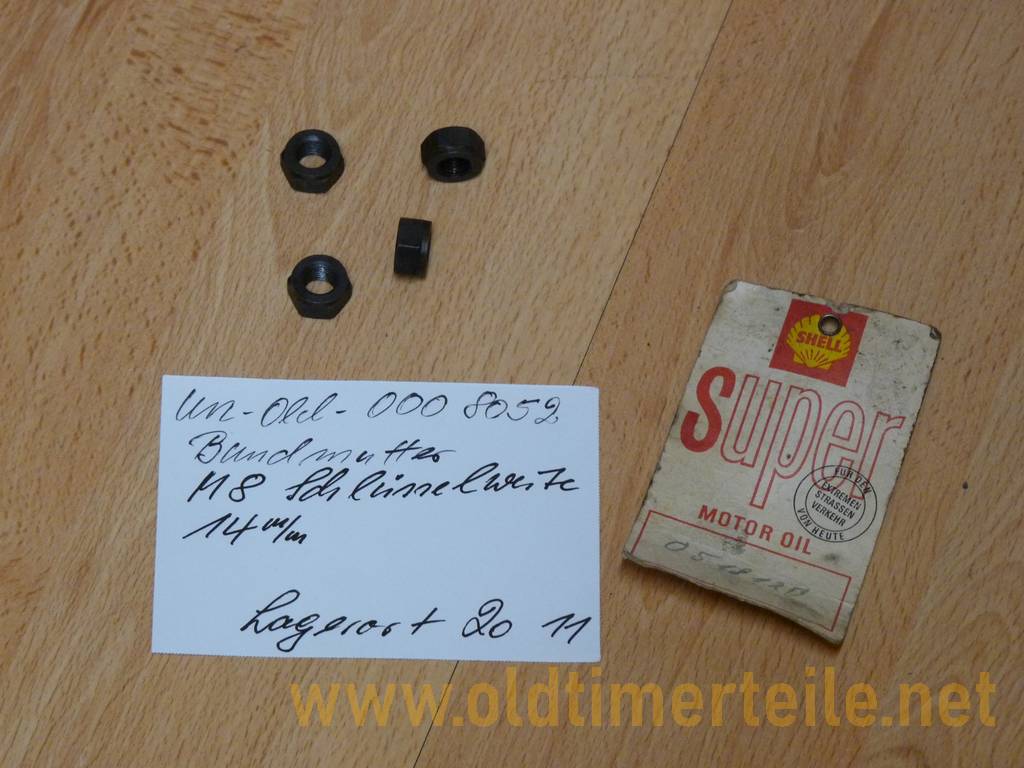 Un-Old-000 8052
Bundmutter
M8 Schlüsselweite
14 m/m
Lagerort 20 11
SHELL
Super
FÜR DEN
EXTREMEN
STRASSEN
VERKEHR
VON HEUTE
MOTOR OIL
www.oldtimerteile.net